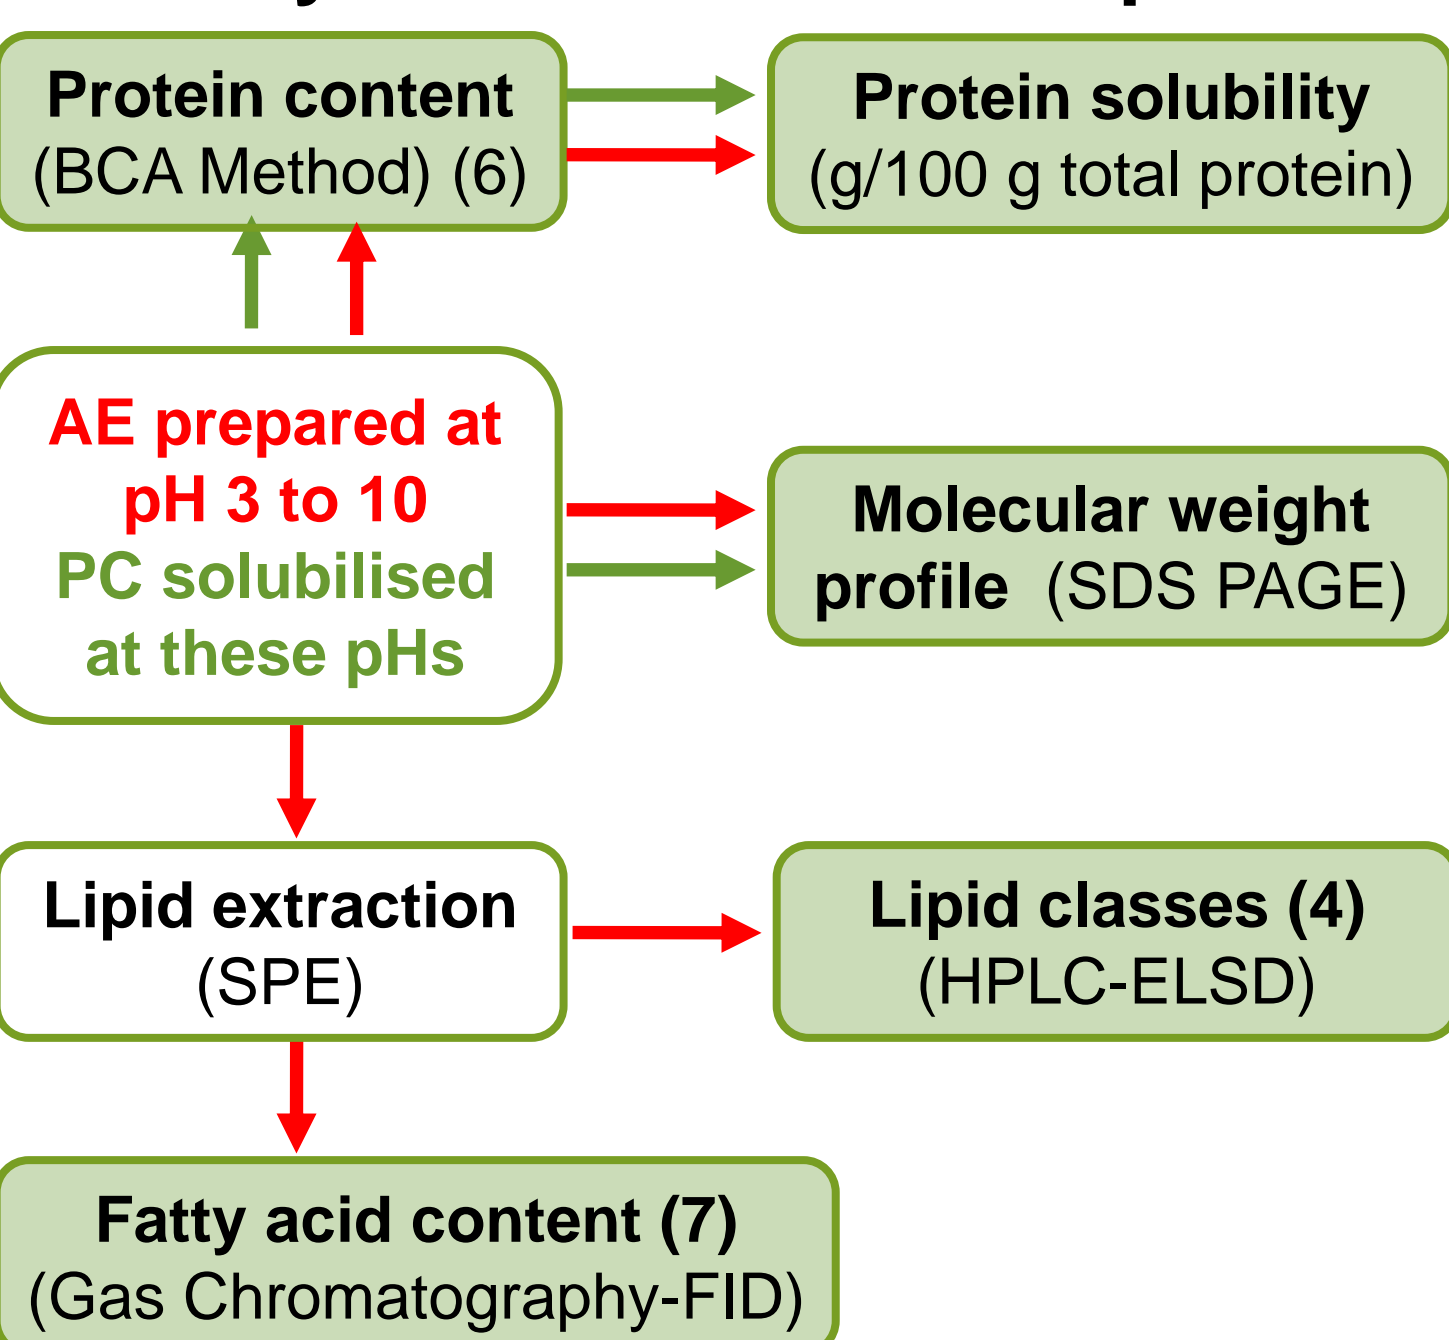 Protein content
(BCA Method) (6)
Protein solubility
(g/100 g total protein)
AE prepared at
pH 3 to 10
PC solubilised
at these pHs
Molecular weight
profile (SDS PAGE)
Lipid extraction
(SPE)
Lipid classes (4)
(HPLC-ELSD)
Fatty acid content (7)
(Gas Chromatography-FID)